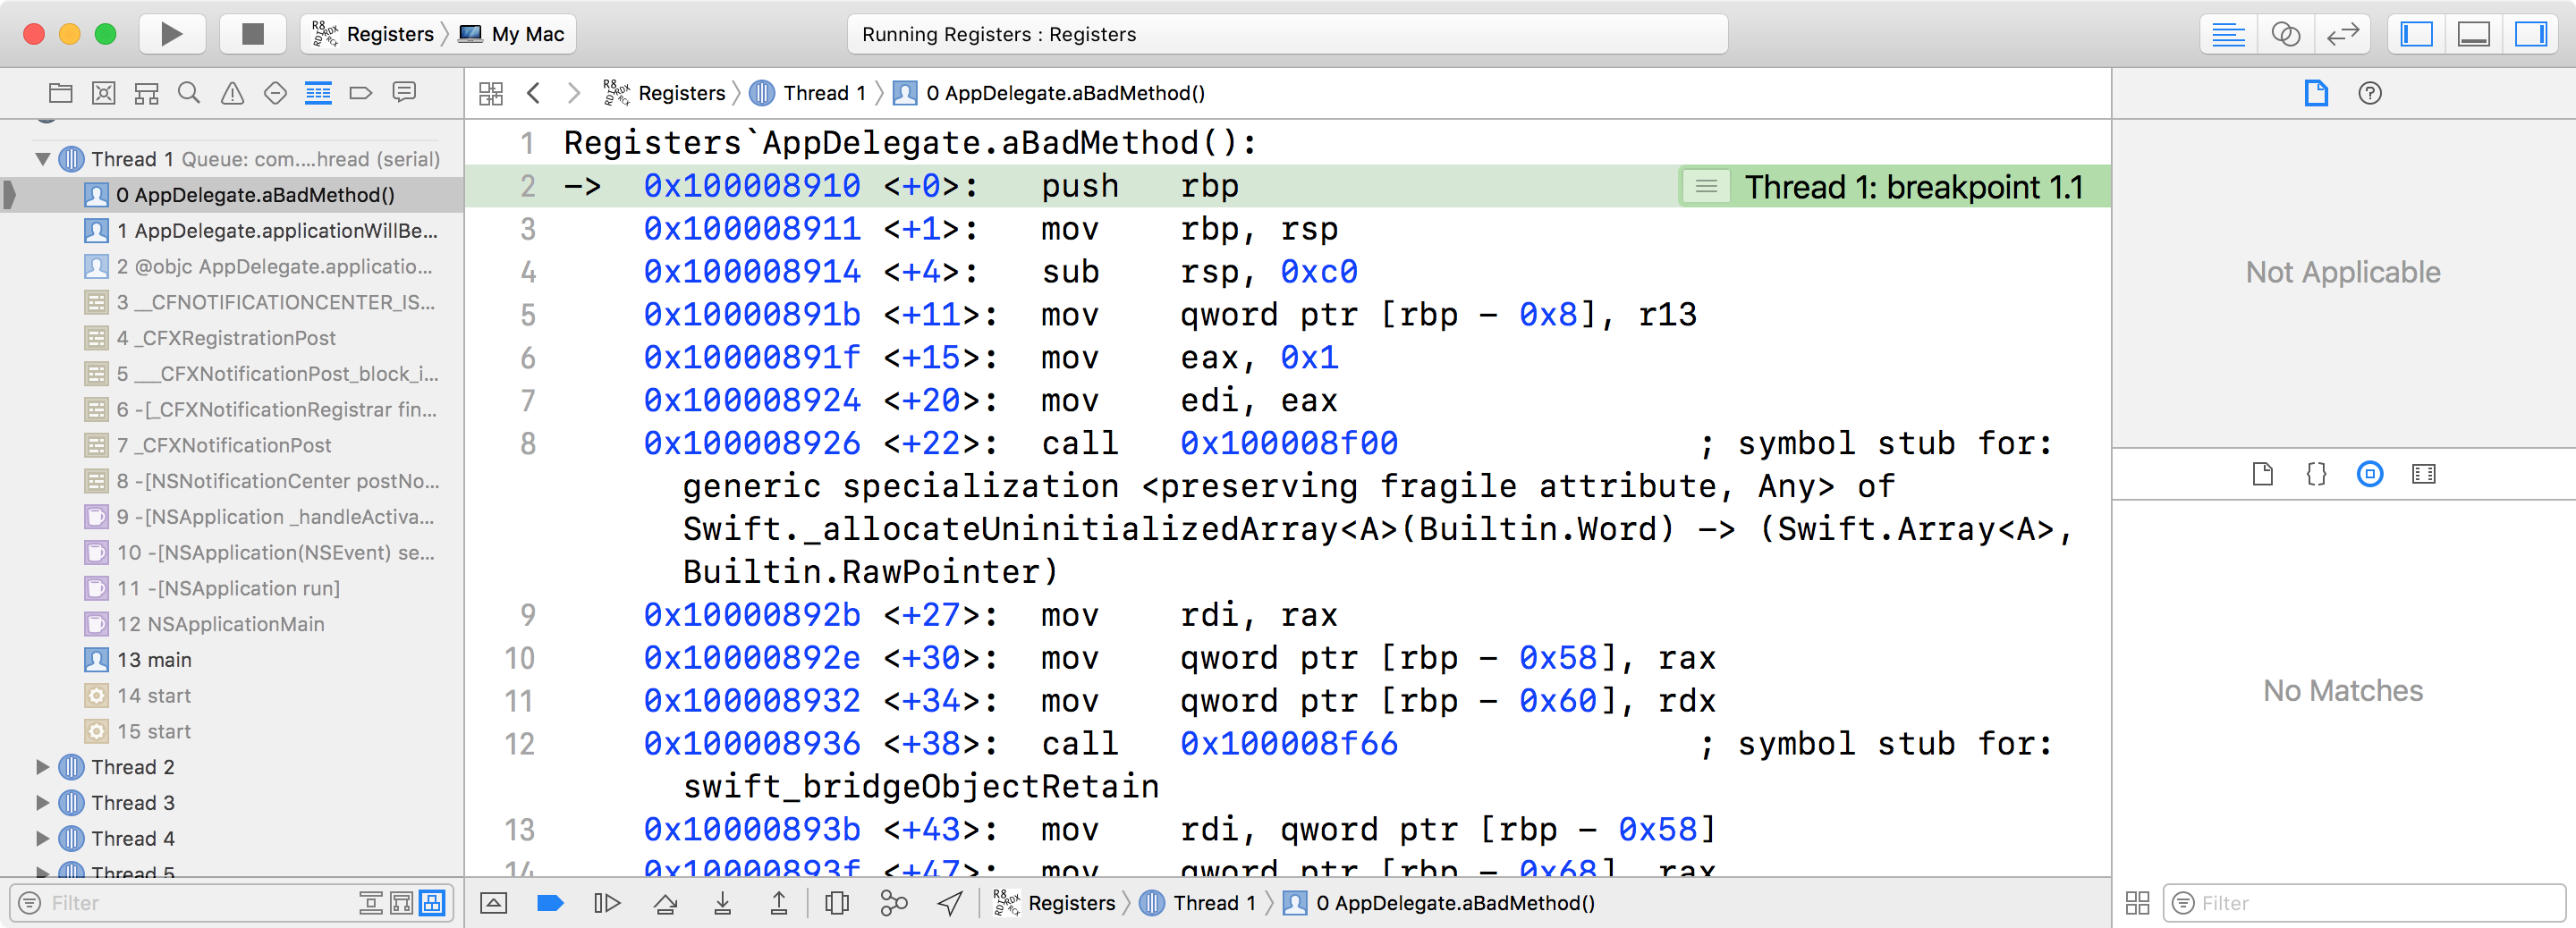 Registers 〉 My Mac
Running Registers : Registers
Registers 〉 Thread 1 〉 0 AppDelegate.aBadMethod()
Thread 1 Queue: com....hread (serial)
0 AppDelegate.aBadMethod()
1 AppDelegate.applicationWillBe...
2 @objc AppDelegate.applicatio...
3 __CFNOTIFICATIONCENTER_IS...
4 _CFXRegistrationPost
5 ___CFXNotificationPost_block_i...
6 -[_CFXNotificationRegistrar fin...
7 _CFXNotificationPost
8 -[NSNotificationCenter postNo...
9 -[NSApplication _handleActiva...
10 -[NSApplication(NSEvent) se...
11 -[NSApplication run]
12 NSApplicationMain
13 main
14 start
15 start
Thread 2
Thread 3
Thread 4
Thread 5
Filter
1 Registers`AppDelegate.aBadMethod():
2 -> 0x100008910 <+0>: push rbp
Thread 1: breakpoint 1.1
3 0x100008911 <+1>: mov rbp, rsp
4 0x100008914 <+4>: sub rsp, 0xc0
5 0x10000891b <+11>: mov qword ptr [rbp - 0x8], r13
6 0x10000891f <+15>: mov eax, 0x1
7 0x100008924 <+20>: mov edi, eax
8 0x100008926 <+22>: call 0x100008f00 ; symbol stub for:
generic specialization <preserving fragile attribute, Any> of
Swift._allocateUninitializedArray<A>(Builtin.Word) -> (Swift.Array<A>,
Builtin.RawPointer)
9 0x10000892b <+27>: mov rdi, rax
10 0x10000892e <+30>: mov qword ptr [rbp - 0x58], rax
11 0x100008932 <+34>: mov qword ptr [rbp - 0x60], rdx
12 0x100008936 <+38>: call 0x100008f66 ; symbol stub for:
swift_bridgeObjectRetain
13 0x10000893b <+43>: mov rdi, qword ptr [rbp - 0x58]
14 0x10000893f <+47>: mov qword ptr [rbp - 0x68], rax
Registers 〉 Thread 1 〉 0 AppDelegate.aBadMethod()
Not Applicable
No Matches
Filter